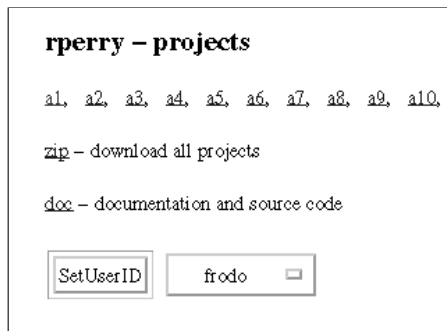 rperry – projects
a1, a2, a3, a4, a5, a6, a7, a8, a9, a10,
zip – download all projects
doc – documentation and source code
SetUserID frodo